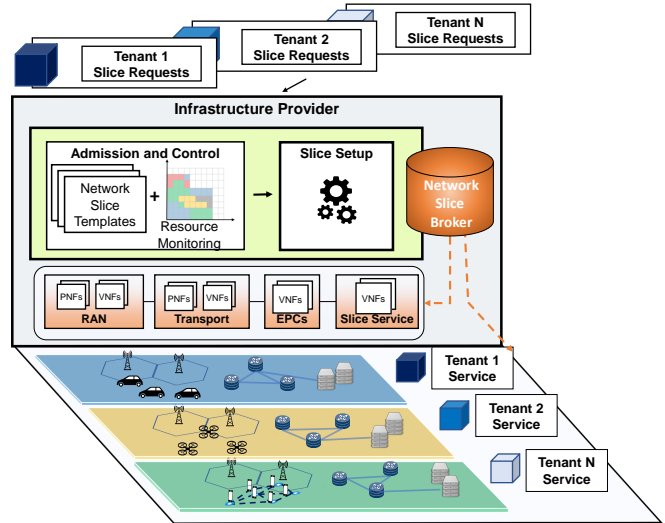 Tenant 1
Slice Requests
Tenant 2
Slice Requests
Tenant N
Slice Requests
Infrastructure Provider
Admission and Control
Network
Slice
Templates
+
Resource
Monitoring
Slice Setup
Network
Slice
Broker
PNFs
VNFs
RAN
PNFs
VNFs
Transport
VNFs
EPCs
VNFs
Slice Service
Tenant 1
Service
Tenant 2
Service
Tenant N
Service